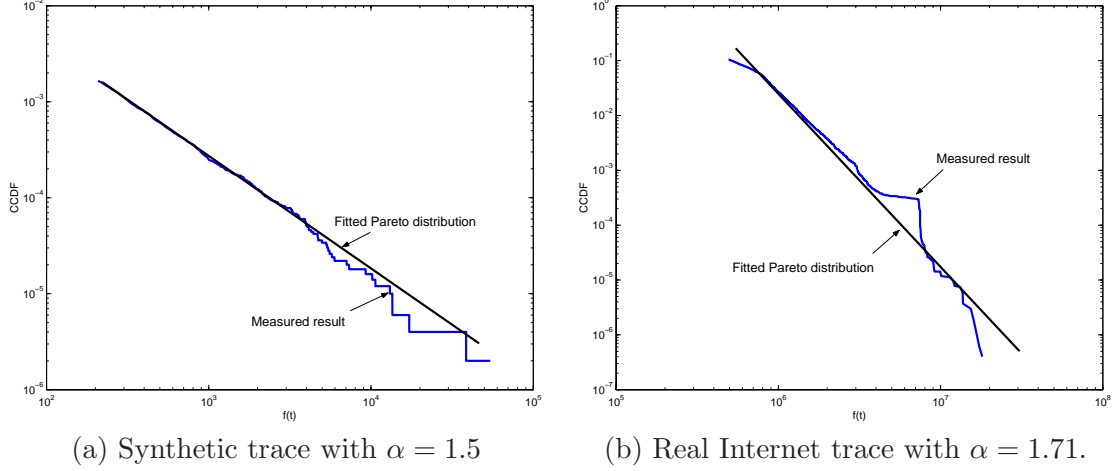 10^-2
10^-3
10^-4
10^-5
10^-6
CCDF
Fitted Pareto distribution
Measured result
10^2 10^3 10^4 10^5
f(t)
(a) Synthetic trace with α = 1.5
10^0
10^-1
10^-2
10^-3
10^-4
10^-5
10^-6
10^-7
CCDF
Measured result
Fitted Pareto distribution
10^5 10^6 10^7 10^8
f(t)
(b) Real Internet trace with α = 1.71.